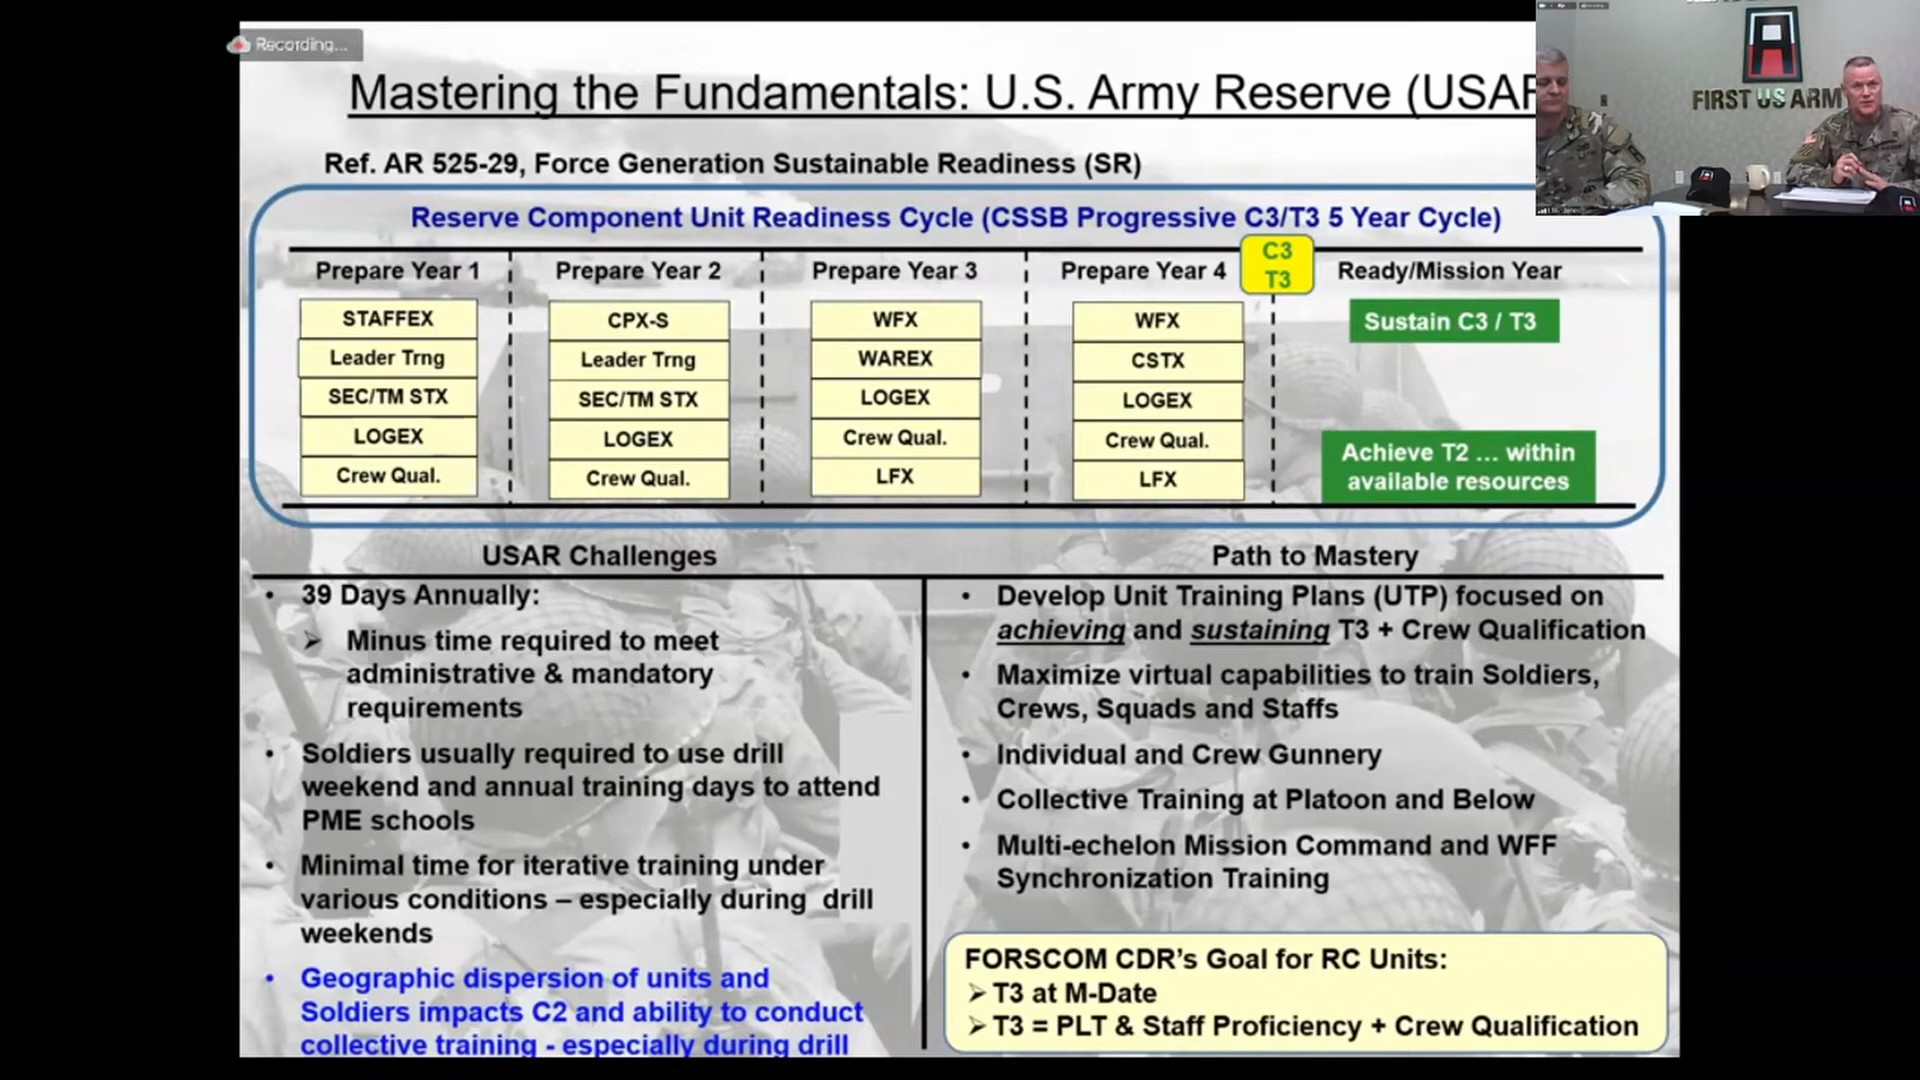 Recording...
Mastering the Fundamentals: U.S. Army Reserve (USAR
FIRST US ARM
Ref. AR 525-29, Force Generation Sustainable Readiness (SR)
Reserve Component Unit Readiness Cycle (CSSB Progressive C3/T3 5 Year Cycle)
C3
T3
Prepare Year 1
STAFFEX
Leader Trng
SEC/TM STX
LOGEX
Crew Qual.
Prepare Year 2
CPX-S
Leader Trng
SEC/TM STX
LOGEX
Crew Qual.
Prepare Year 3
WFX
WAREX
LOGEX
Crew Qual.
LFX
Prepare Year 4
WFX
CSTX
LOGEX
Crew Qual.
LFX
Ready/Mission Year
Sustain C3 / T3
Achieve T2 ... within
available resources
USAR Challenges
• 39 Days Annually:
➢ Minus time required to meet
administrative & mandatory
requirements
• Soldiers usually required to use drill
weekend and annual training days to attend
PME schools
• Minimal time for iterative training under
various conditions – especially during drill
weekends
• Geographic dispersion of units and
Soldiers impacts C2 and ability to conduct
collective training - especially during drill
Path to Mastery
• Develop Unit Training Plans (UTP) focused on
achieving and sustaining T3 + Crew Qualification
• Maximize virtual capabilities to train Soldiers,
Crews, Squads and Staffs
• Individual and Crew Gunnery
• Collective Training at Platoon and Below
• Multi-echelon Mission Command and WFF
Synchronization Training
FORSCOM CDR's Goal for RC Units:
➢ T3 at M-Date
➢ T3 = PLT & Staff Proficiency + Crew Qualification